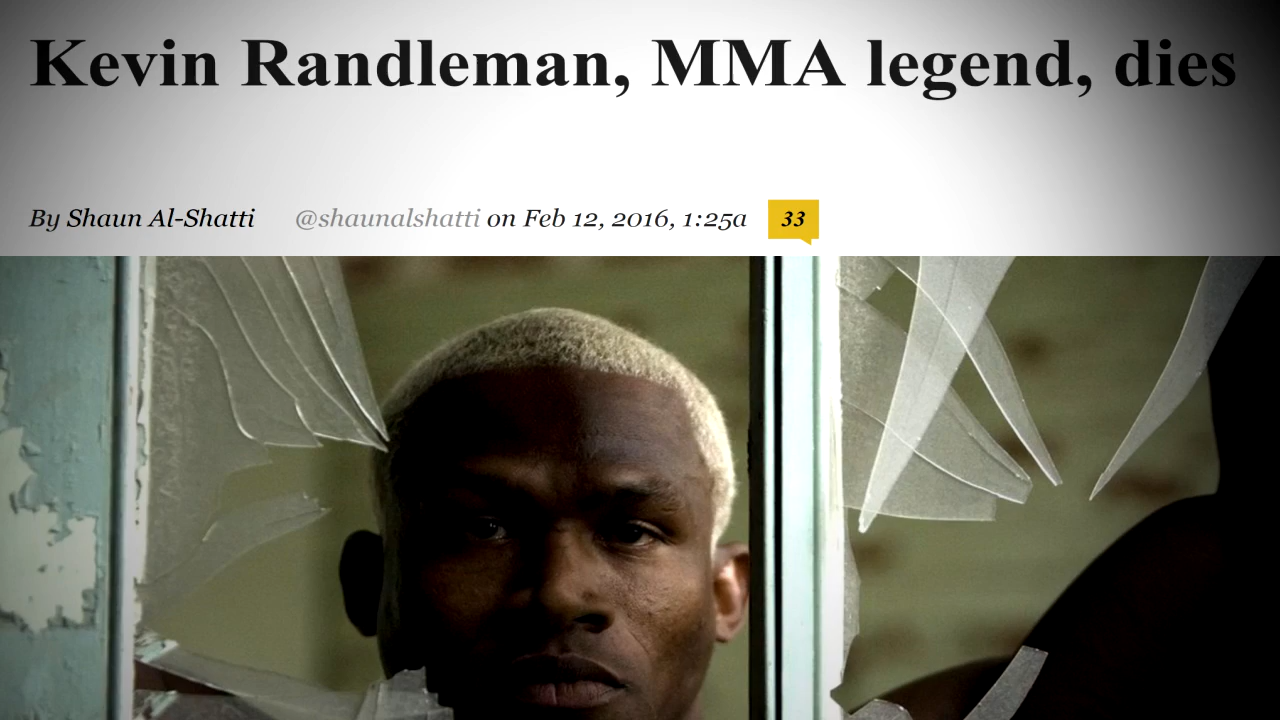 Kevin Randleman, MMA legend, dies
By Shaun Al-Shatti @shaunalshatti on Feb 12, 2016, 1:25a 33